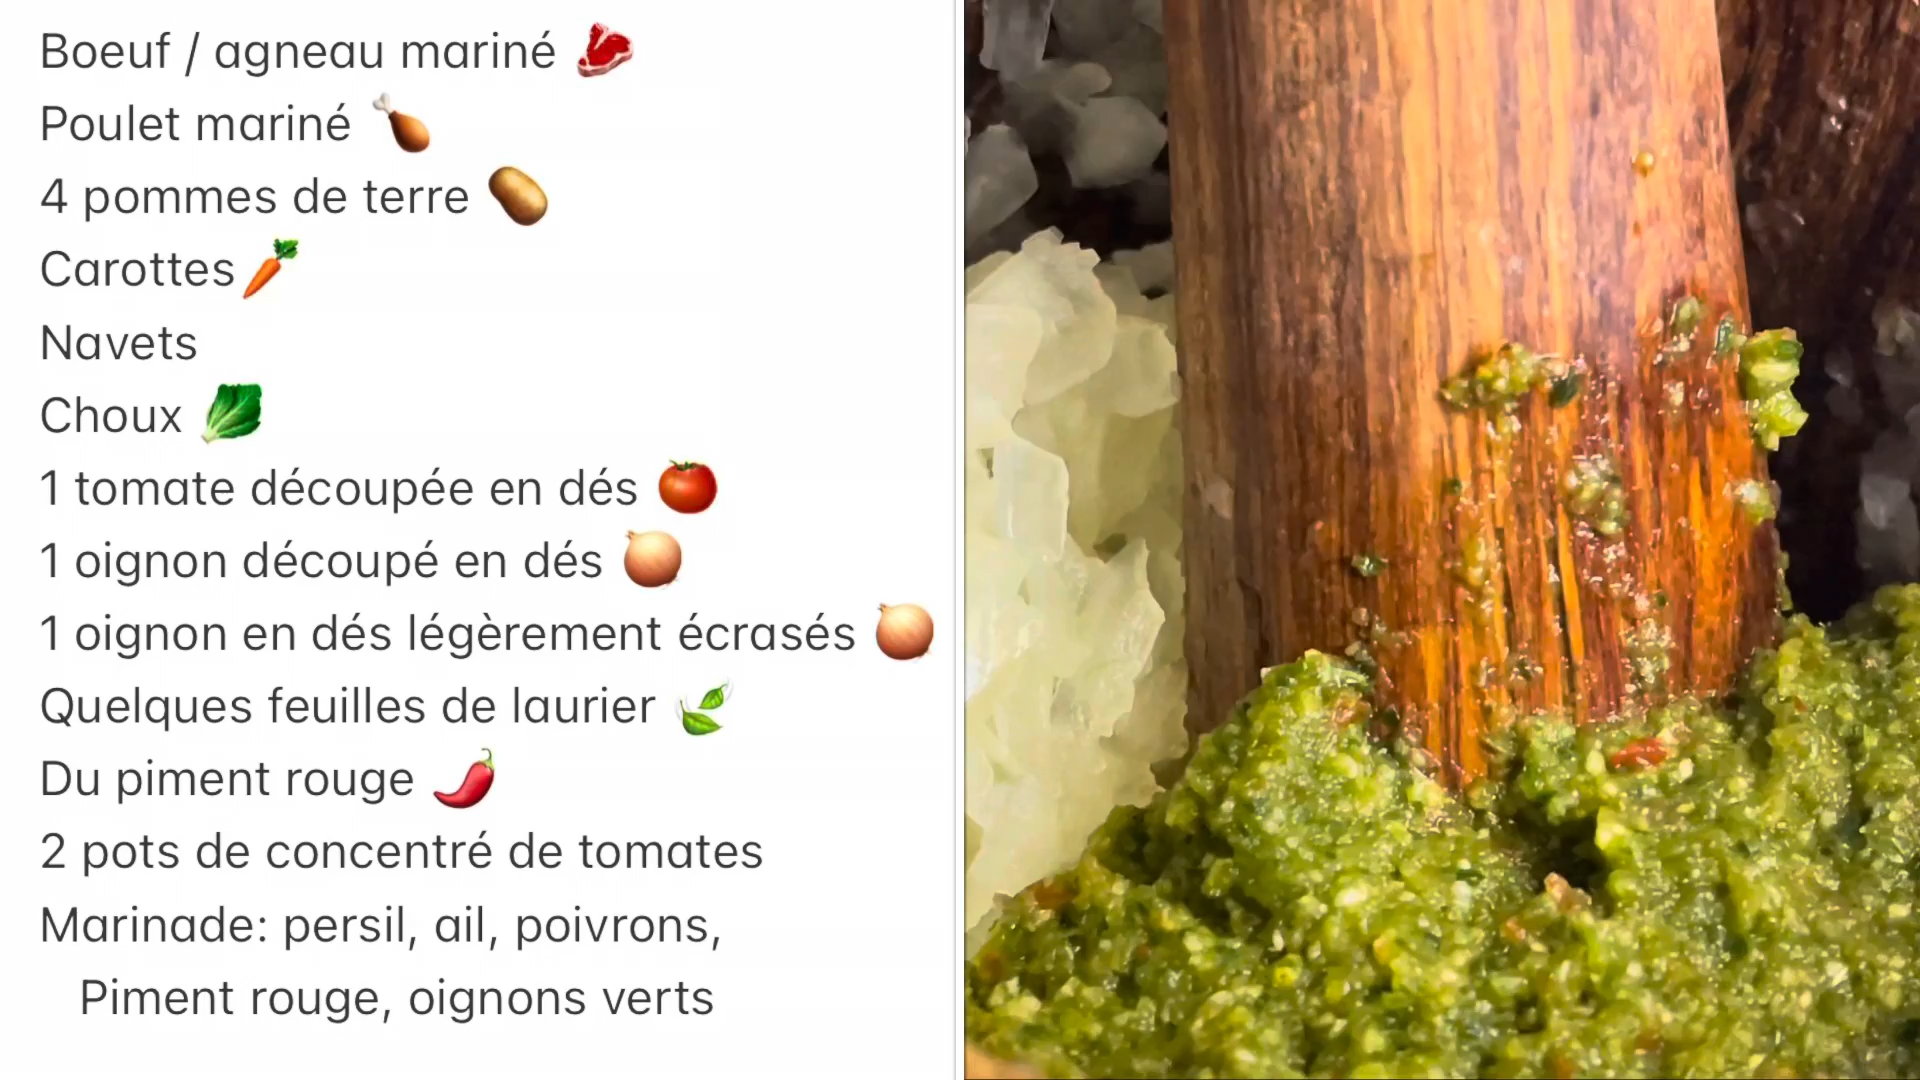 Boeuf / agneau mariné 🥩
Poulet mariné 🍗
4 pommes de terre 🥔
Carottes🥕
Navets
Choux 🥬
1 tomate découpée en dés 🍅
1 oignon découpé en dés 🧅
1 oignon en dés légèrement écrasés 🧅
Quelques feuilles de laurier 🌿
Du piment rouge 🌶️
2 pots de concentré de tomates
Marinade: persil, ail, poivrons,
Piment rouge, oignons verts